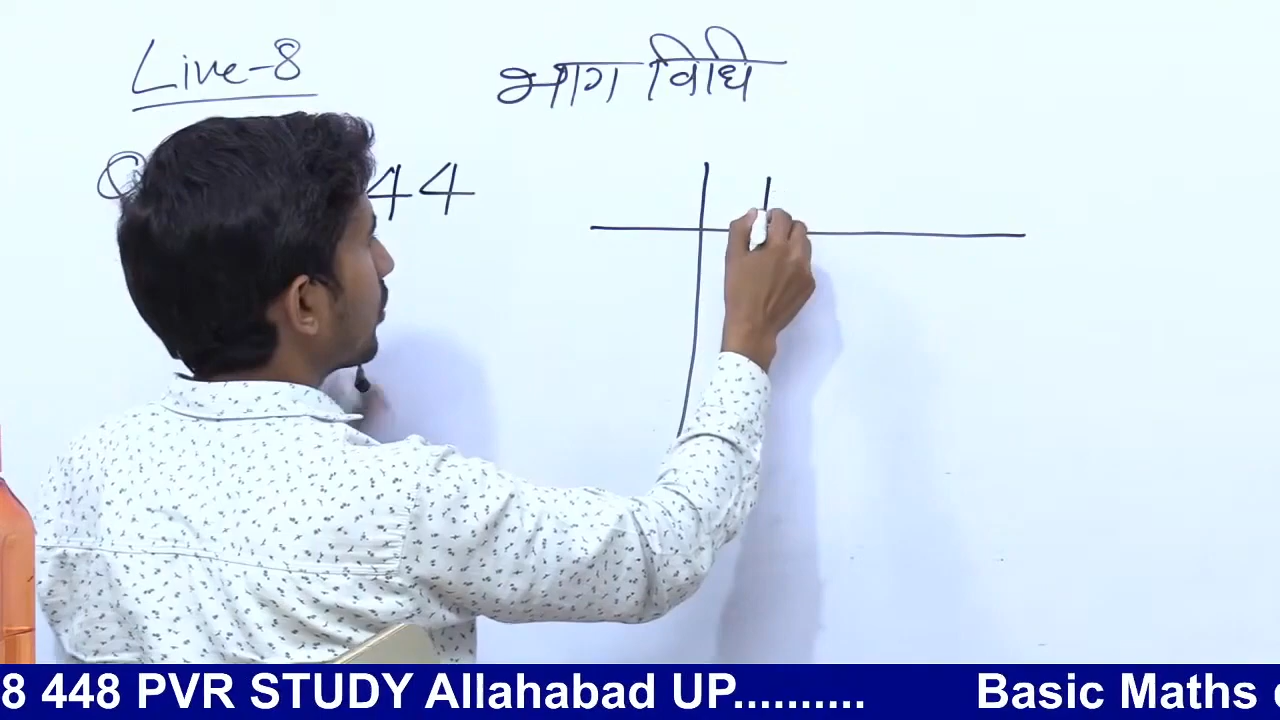 Live-8
भाग विधि
Q 44
8 448 PVR STUDY Allahabad UP.......... Basic Maths